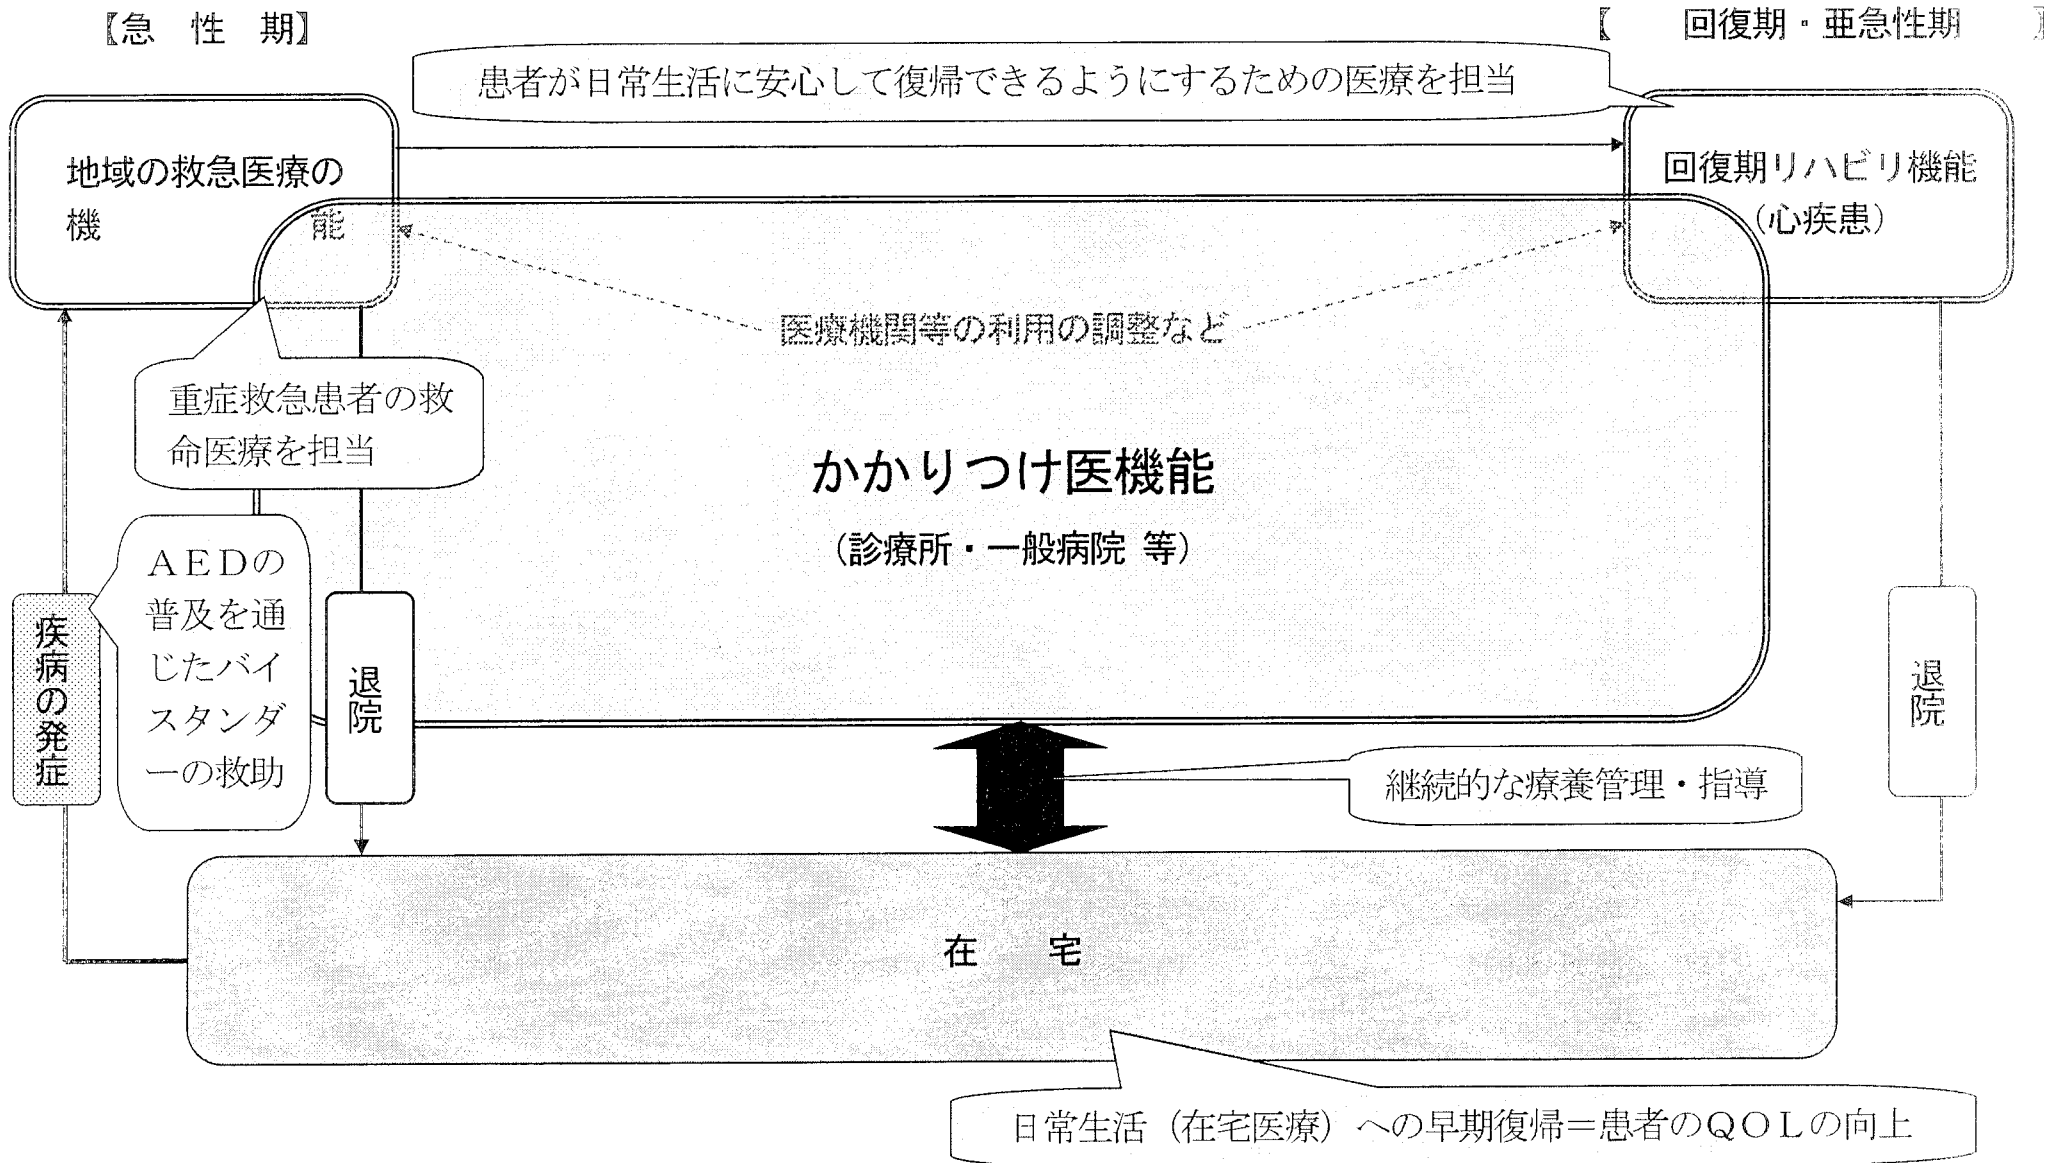 【急　性　期】
【　　回復期・亜急性期　　】
患者が日常生活に安心して復帰できるようにするための医療を担当
地域の救急医療の
機　　　　　能
回復期リハビリ機能
（心疾患）
医療機関等の利用の調整など
重症救急患者の救
命医療を担当
かかりつけ医機能
（診療所・一般病院 等）
ＡＥＤの
普及を通
じたバイ
スタンダ
ーの救助
疾病の発症
退院
退院
継続的な療養管理・指導
在　　宅
日常生活（在宅医療）への早期復帰＝患者のＱＯＬの向上